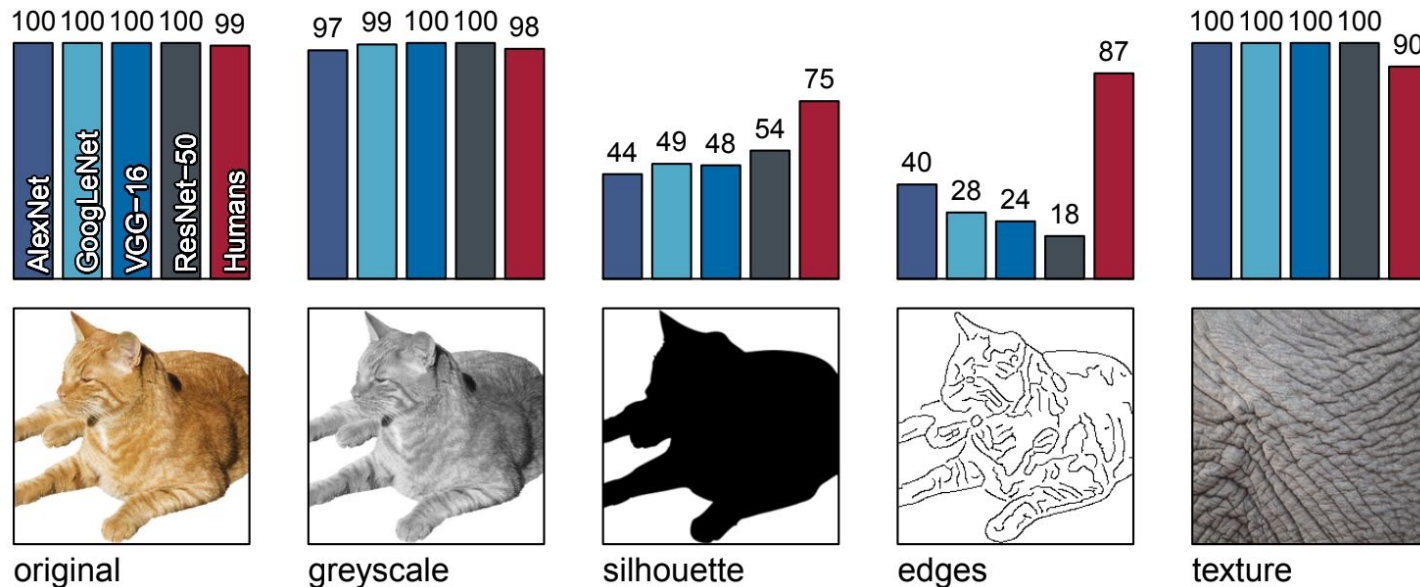 100 100 100 100 99
97 99 100 100 98
44 49 48 54 75
40 28 24 18 87
100 100 100 100 90
AlexNet
GoogLeNet
VGG-16
ResNet-50
Humans
original
greyscale
silhouette
edges
texture